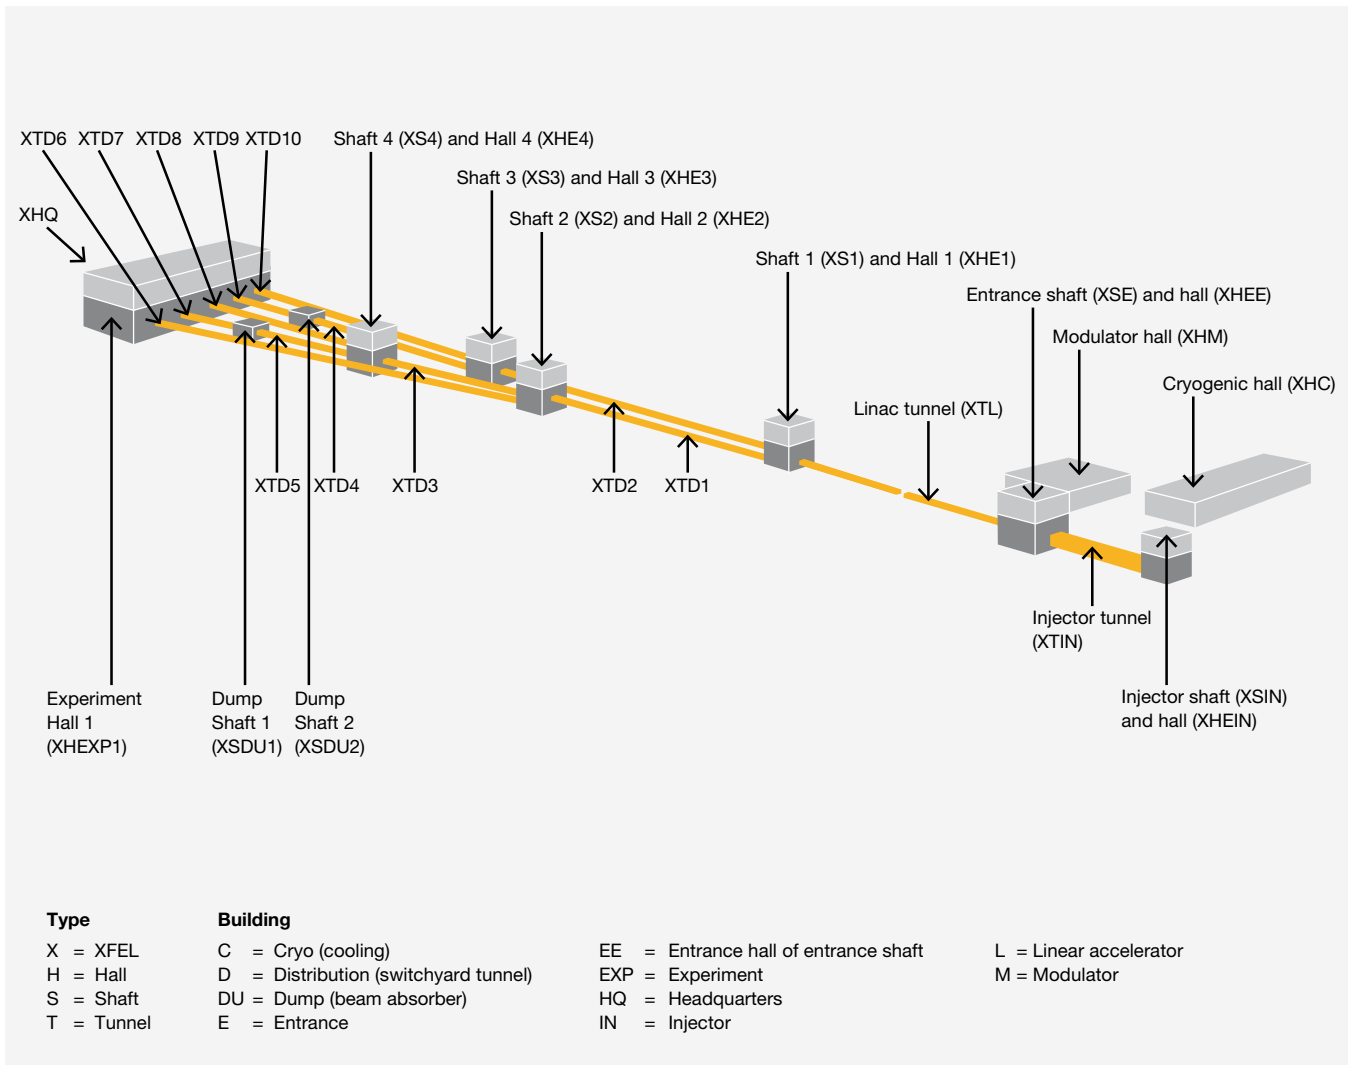 XTD6 XTD7 XTD8 XTD9 XTD10
Shaft 4 (XS4) and Hall 4 (XHE4)
Shaft 3 (XS3) and Hall 3 (XHE3)
XHQ
Shaft 2 (XS2) and Hall 2 (XHE2)
Shaft 1 (XS1) and Hall 1 (XHE1)
Entrance shaft (XSE) and hall (XHEE)
Modulator hall (XHM)
Cryogenic hall (XHC)
Linac tunnel (XTL)
XTD5 XTD4 XTD3 XTD2 XTD1
Injector tunnel
(XTIN)
Injector shaft (XSIN)
and hall (XHEIN)
Experiment
Hall 1
(XHEXP1)
Dump
Shaft 1
(XSDU1)
Dump
Shaft 2
(XSDU2)
Type
X = XFEL
H = Hall
S = Shaft
T = Tunnel
Building
C = Cryo (cooling)
D = Distribution (switchyard tunnel)
DU = Dump (beam absorber)
E = Entrance
EE = Entrance hall of entrance shaft
EXP = Experiment
HQ = Headquarters
IN = Injector
L = Linear accelerator
M = Modulator